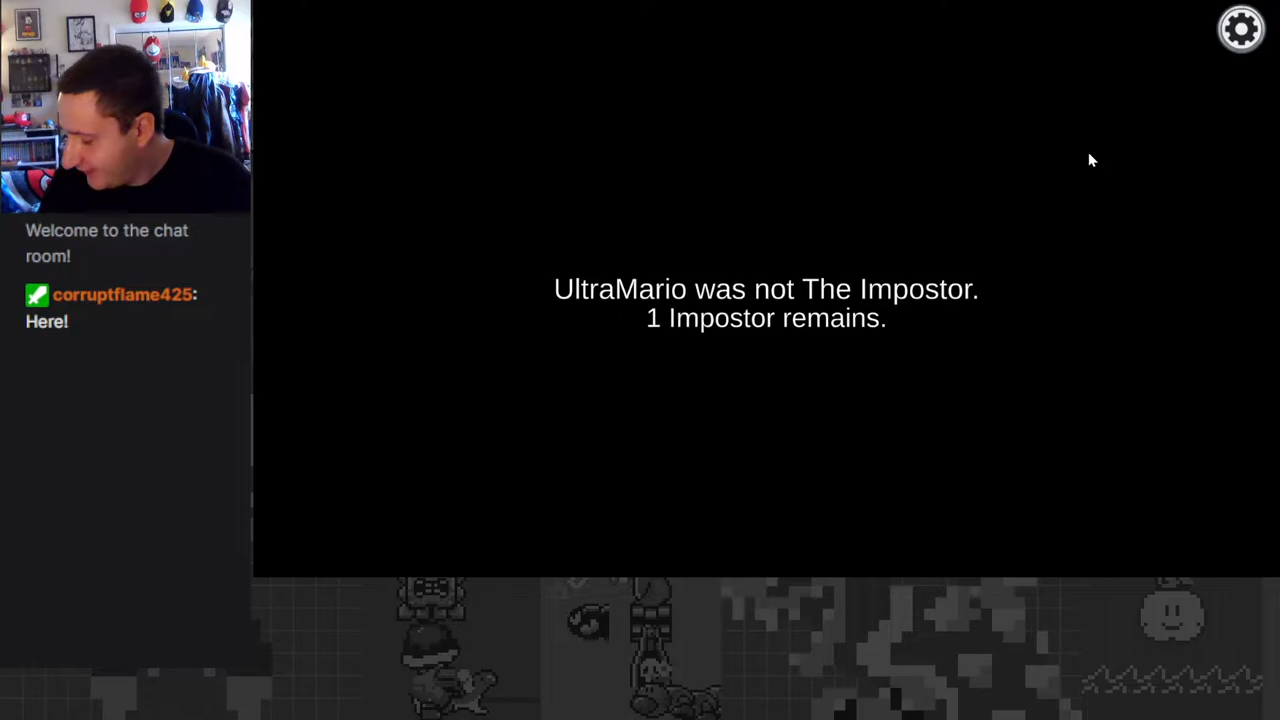 Welcome to the chat
room!
corruptflame425:
Here!
UltraMario was not The Impostor.
1 Impostor remains.